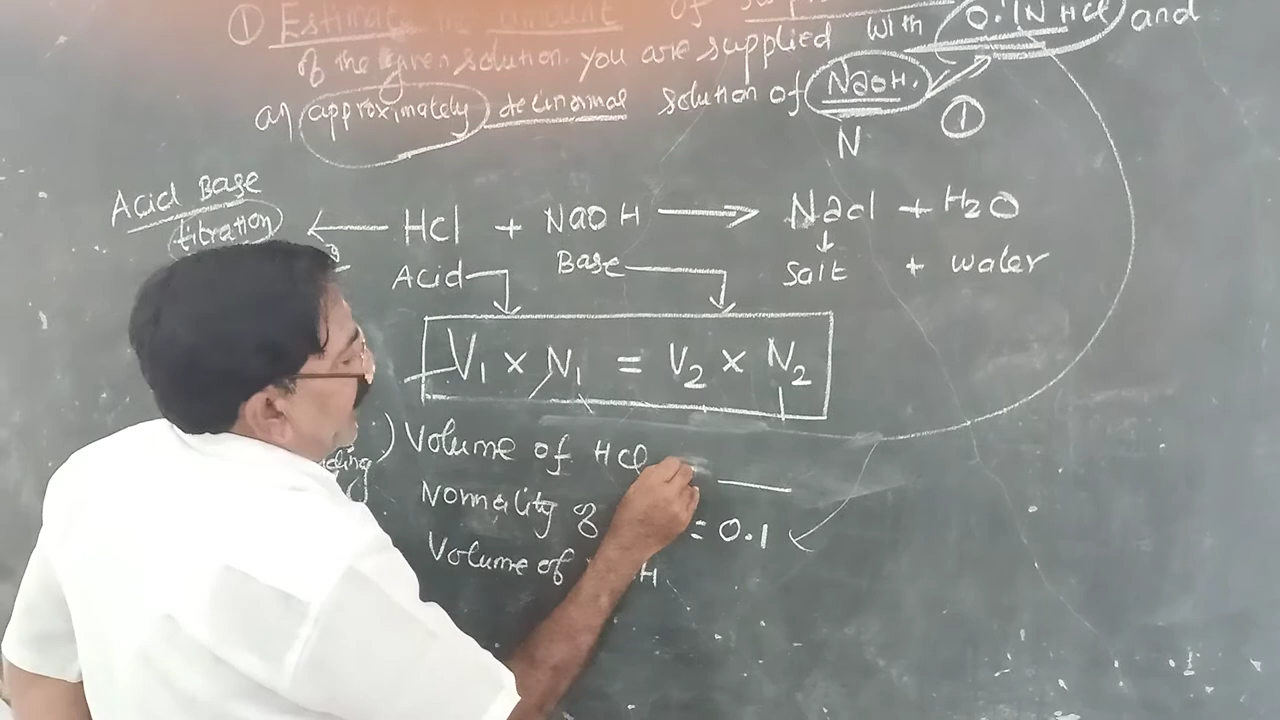 ① Estimate the amount of
of the given solution. You are supplied with 0.1N HCl and
an approximately decinormal solution of NaOH.
N ①
Acid Base
titration ← HCl + NaOH → NaCl + H2O
Acid Base Salt + water
V1 × N1 = V2 × N2
) Volume of HCl = __
Normality of = 0.1
Volume of